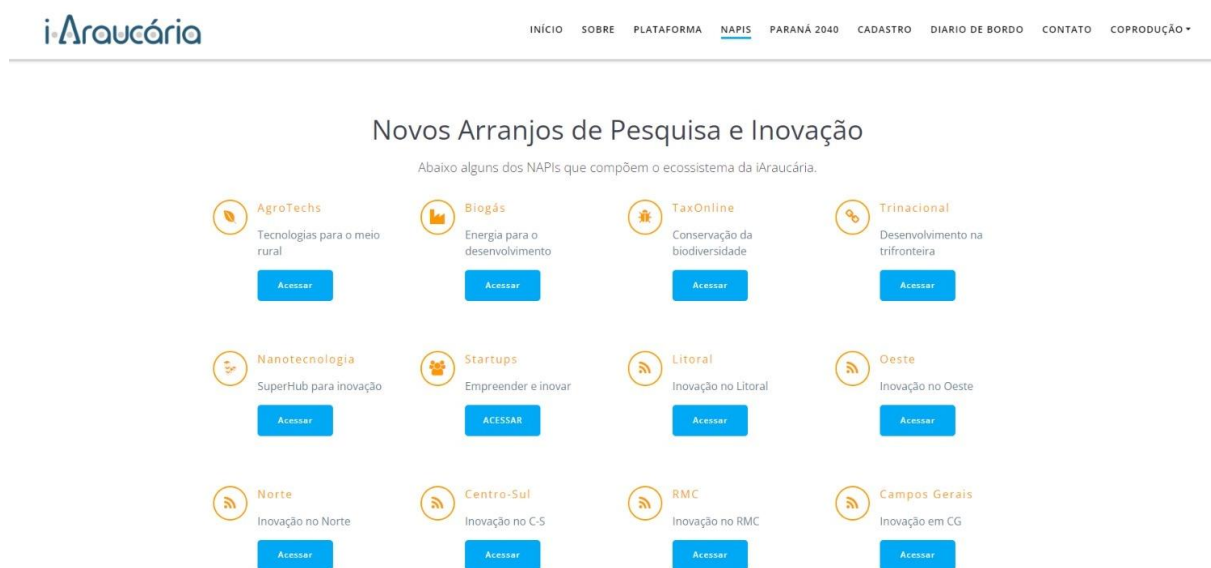 i·Araucária
INÍCIO SOBRE PLATAFORMA NAPIS PARANÁ 2040 CADASTRO DIARIO DE BORDO CONTATO COPRODUÇÃO
Novos Arranjos de Pesquisa e Inovação
Abaixo alguns dos NAPIs que compõem o ecossistema da iAraucária.
AgroTechs
Tecnologias para o meio
rural
Acessar
Biogás
Energia para o
desenvolvimento
Acessar
TaxOnline
Conservação da
biodiversidade
Acessar
Trinacional
Desenvolvimento na
trifronteira
Acessar
Nanotecnologia
SuperHub para inovação
Acessar
Startups
Empreender e inovar
ACESSAR
Litoral
Inovação no Litoral
Acessar
Oeste
Inovação no Oeste
Acessar
Norte
Inovação no Norte
Acessar
Centro-Sul
Inovação no C-S
Acessar
RMC
Inovação no RMC
Acessar
Campos Gerais
Inovação em CG
Acessar